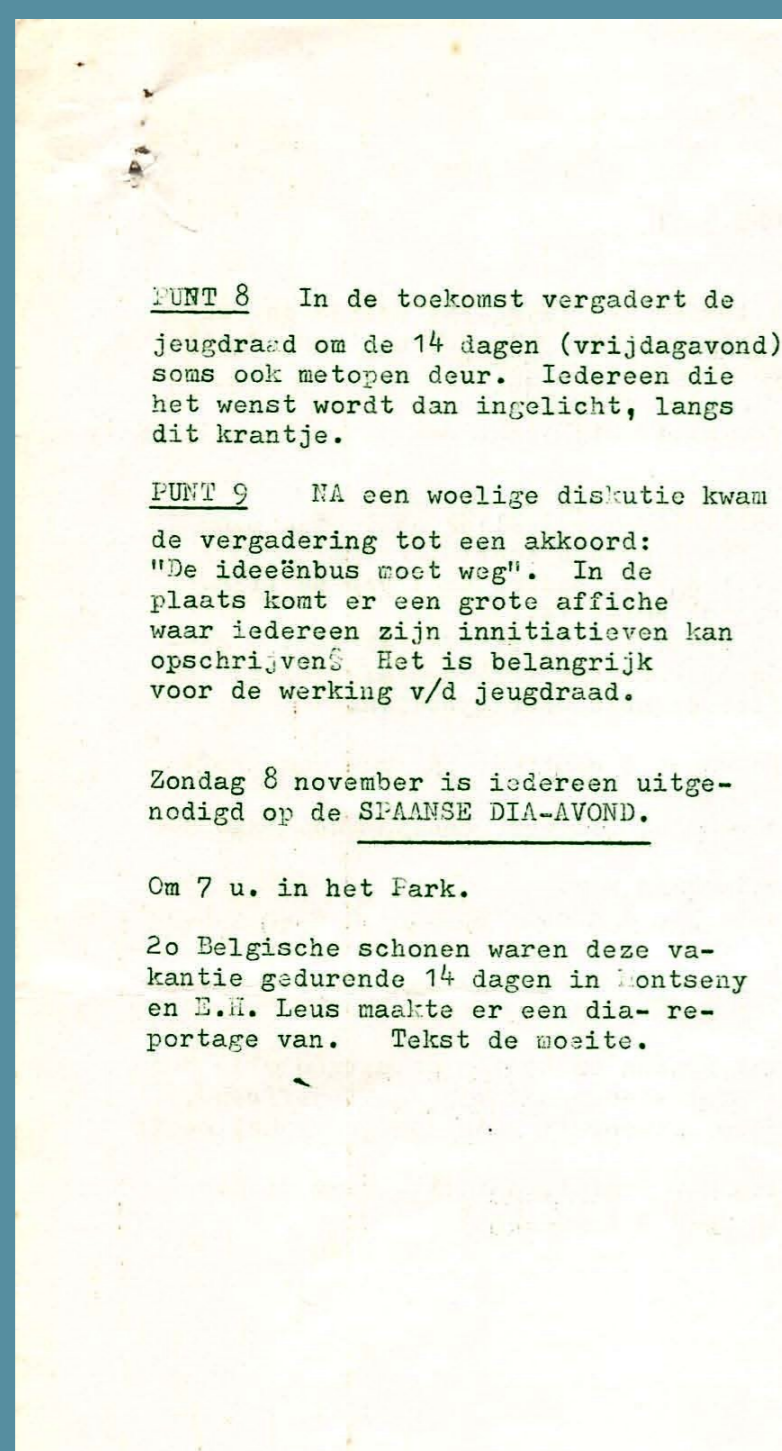 PUNT 8 In de toekomst vergadert de
jeugdraad om de 14 dagen (vrijdagavond)
soms ook metopen deur. Iedereen die
het wenst wordt dan ingelicht, langs
dit krantje.
PUNT 9 NA een woelige diskutie kwam
de vergadering tot een akkoord:
"De ideeënbus moet weg". In de
plaats komt er een grote affiche
waar iedereen zijn innitiatieven kan
opschrijven§ Het is belangrijk
voor de werking v/d jeugdraad.
Zondag 8 november is iedereen uitge-
nodigd op de SPAANSE DIA-AVOND.
Om 7 u. in het Park.
2o Belgische schonen waren deze va-
kantie gedurende 14 dagen in Montseny
en E.H. Leus maakte er een dia- re-
portage van. Tekst de moeite.